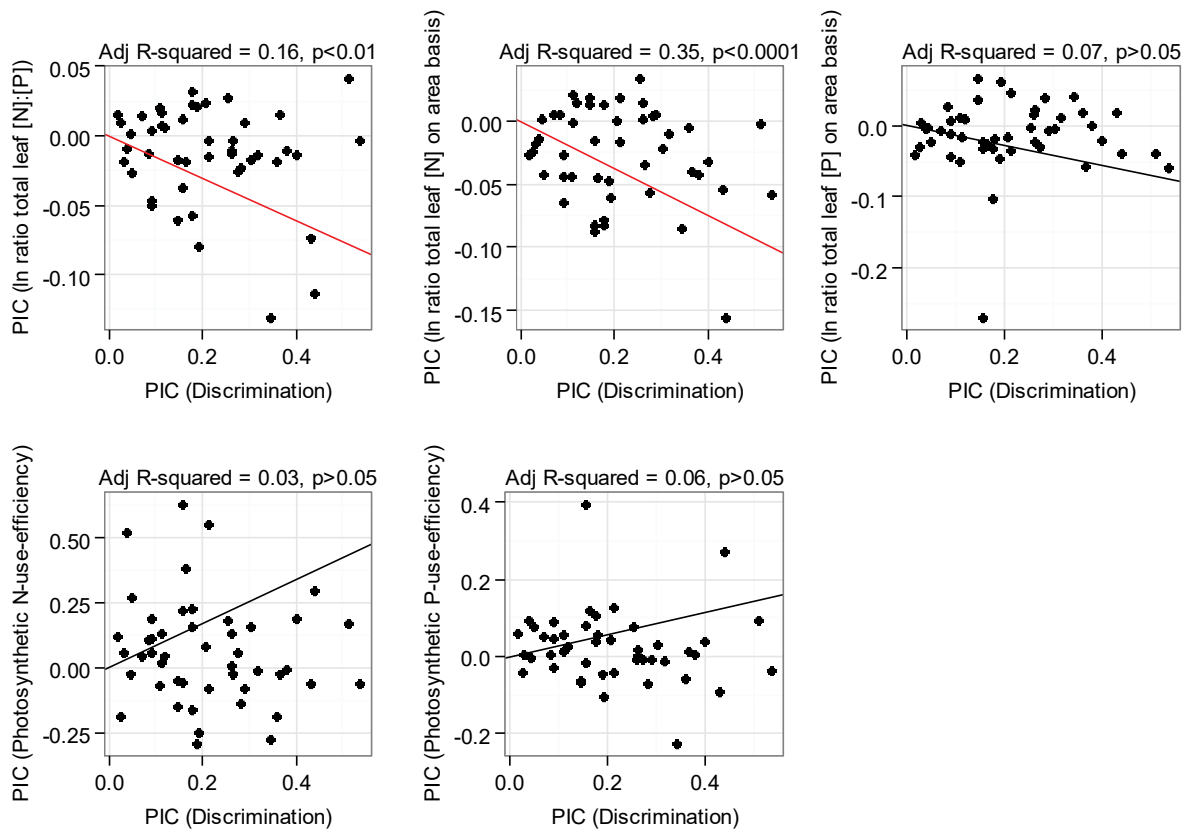 Adj R-squared = 0.16, p<0.01
PIC (ln ratio total leaf [N]:[P])
0.05
0.00
-0.05
-0.10
0.0 0.2 0.4
PIC (Discrimination)
Adj R-squared = 0.35, p<0.0001
PIC (ln ratio total leaf [N] on area basis)
0.00
-0.05
-0.10
-0.15
0.0 0.2 0.4
PIC (Discrimination)
Adj R-squared = 0.07, p>0.05
PIC (ln ratio total leaf [P] on area basis)
0.0
-0.1
-0.2
0.0 0.2 0.4
PIC (Discrimination)
Adj R-squared = 0.03, p>0.05
PIC (Photosynthetic N-use-efficiency)
0.50
0.25
0.00
-0.25
0.0 0.2 0.4
PIC (Discrimination)
Adj R-squared = 0.06, p>0.05
PIC (Photosynthetic P-use-efficiency)
0.4
0.2
0.0
-0.2
0.0 0.2 0.4
PIC (Discrimination)